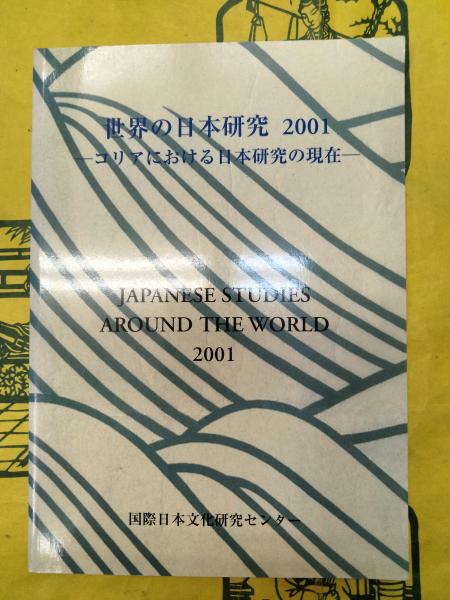 世界の日本研究 2001
―コリアにおける日本研究の現在―
JAPANESE STUDIES
AROUND THE WORLD
2001
国際日本文化研究センター